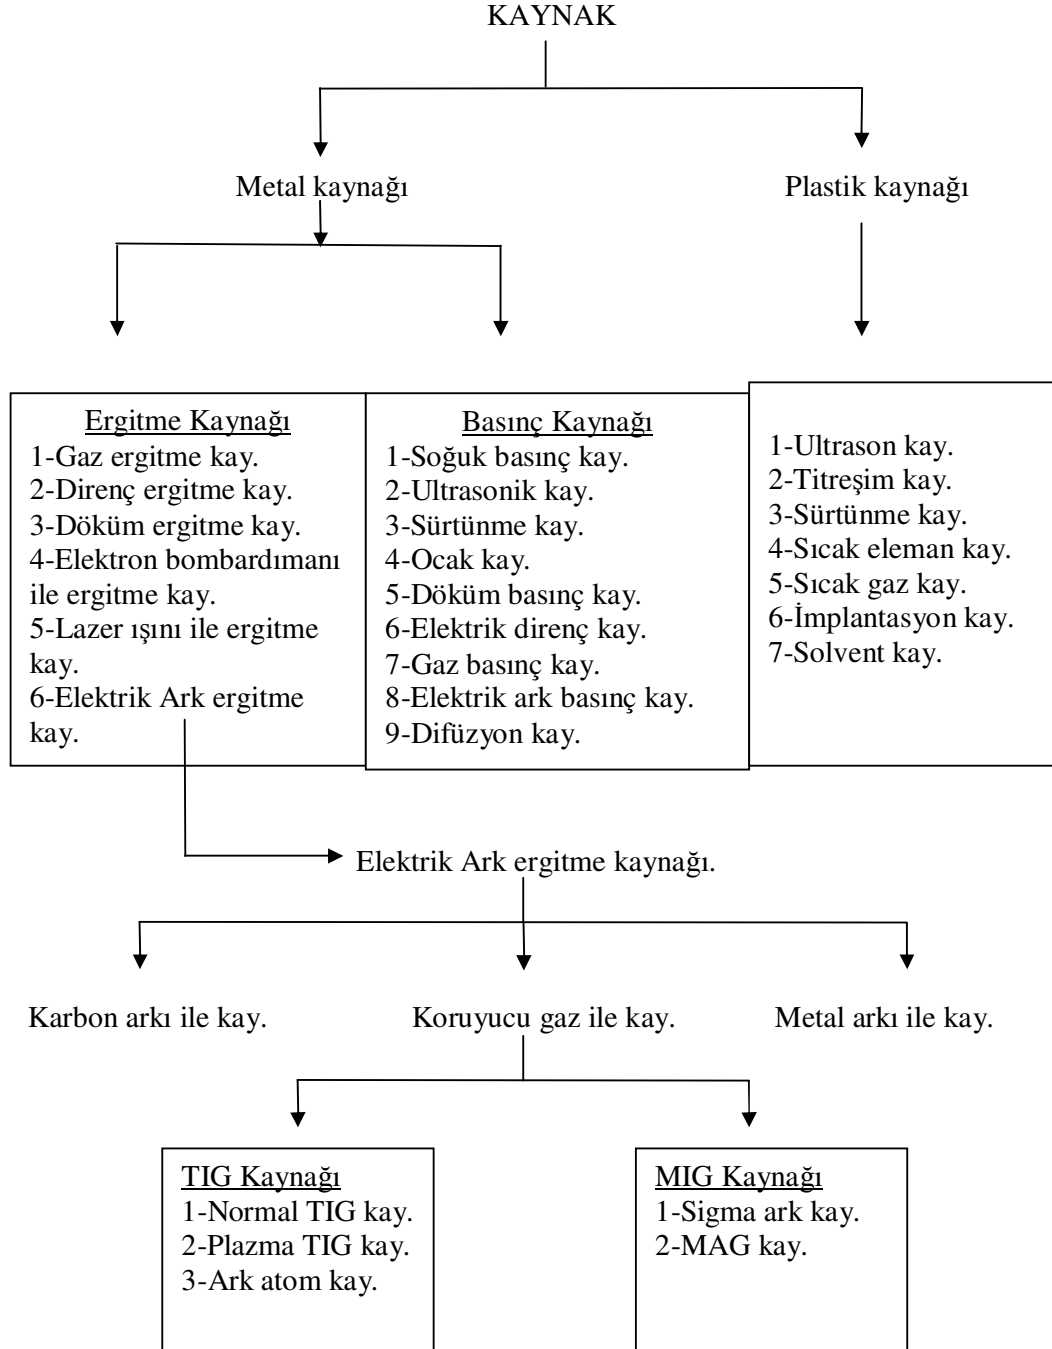 KAYNAK
Metal kaynağı
Plastik kaynağı
Ergitme Kaynağı
1-Gaz ergitme kay.
2-Direnç ergitme kay.
3-Döküm ergitme kay.
4-Elektron bombardımanı
ile ergitme kay.
5-Lazer ışını ile ergitme
kay.
6-Elektrik Ark ergitme
kay.
Basınç Kaynağı
1-Soğuk basınç kay.
2-Ultrasonik kay.
3-Sürtünme kay.
4-Ocak kay.
5-Döküm basınç kay.
6-Elektrik direnç kay.
7-Gaz basınç kay.
8-Elektrik ark basınç kay.
9-Difüzyon kay.
1-Ultrason kay.
2-Titreşim kay.
3-Sürtünme kay.
4-Sıcak eleman kay.
5-Sıcak gaz kay.
6-İmplantasyon kay.
7-Solvent kay.
Elektrik Ark ergitme kaynağı.
Karbon arkı ile kay.
Koruyucu gaz ile kay.
Metal arkı ile kay.
TIG Kaynağı
1-Normal TIG kay.
2-Plazma TIG kay.
3-Ark atom kay.
MIG Kaynağı
1-Sigma ark kay.
2-MAG kay.